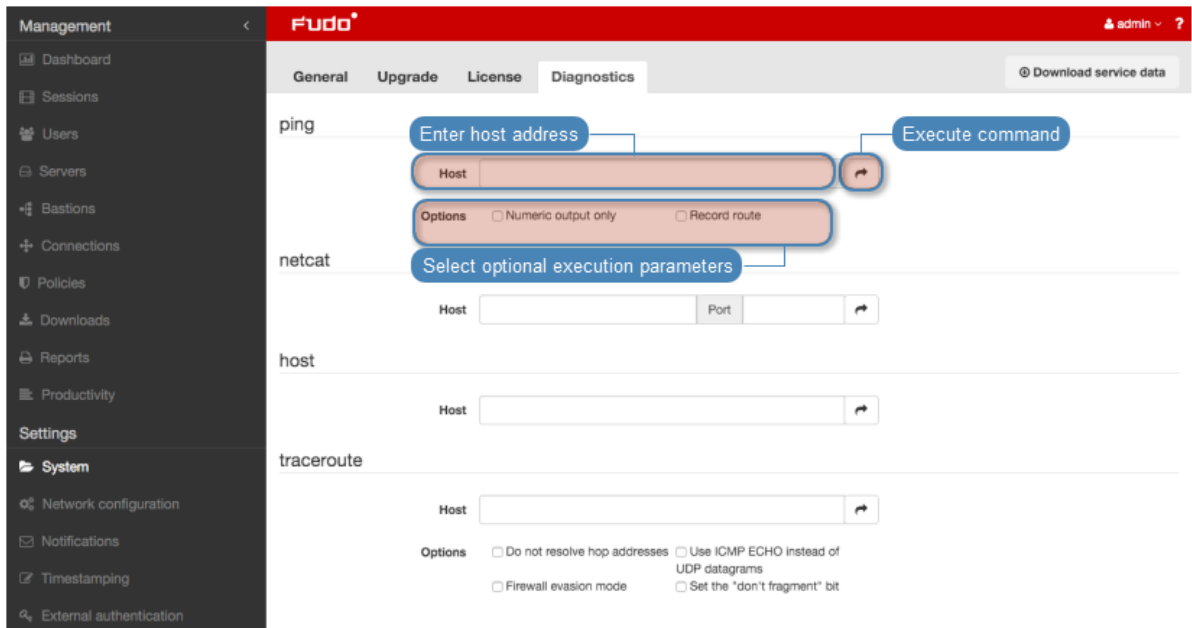 Management
Fudo
admin
?
Dashboard
Sessions
Users
Servers
Bastions
Connections
Policies
Downloads
Reports
Productivity
Settings
System
Network configuration
Notifications
Timestamping
External authentication
General Upgrade License Diagnostics
Download service data
ping
Enter host address
Execute command
Host
Options Numeric output only Record route
Select optional execution parameters
netcat
Host Port
host
Host
traceroute
Host
Options Do not resolve hop addresses Use ICMP ECHO instead of
UDP datagrams
Firewall evasion mode Set the "don't fragment" bit